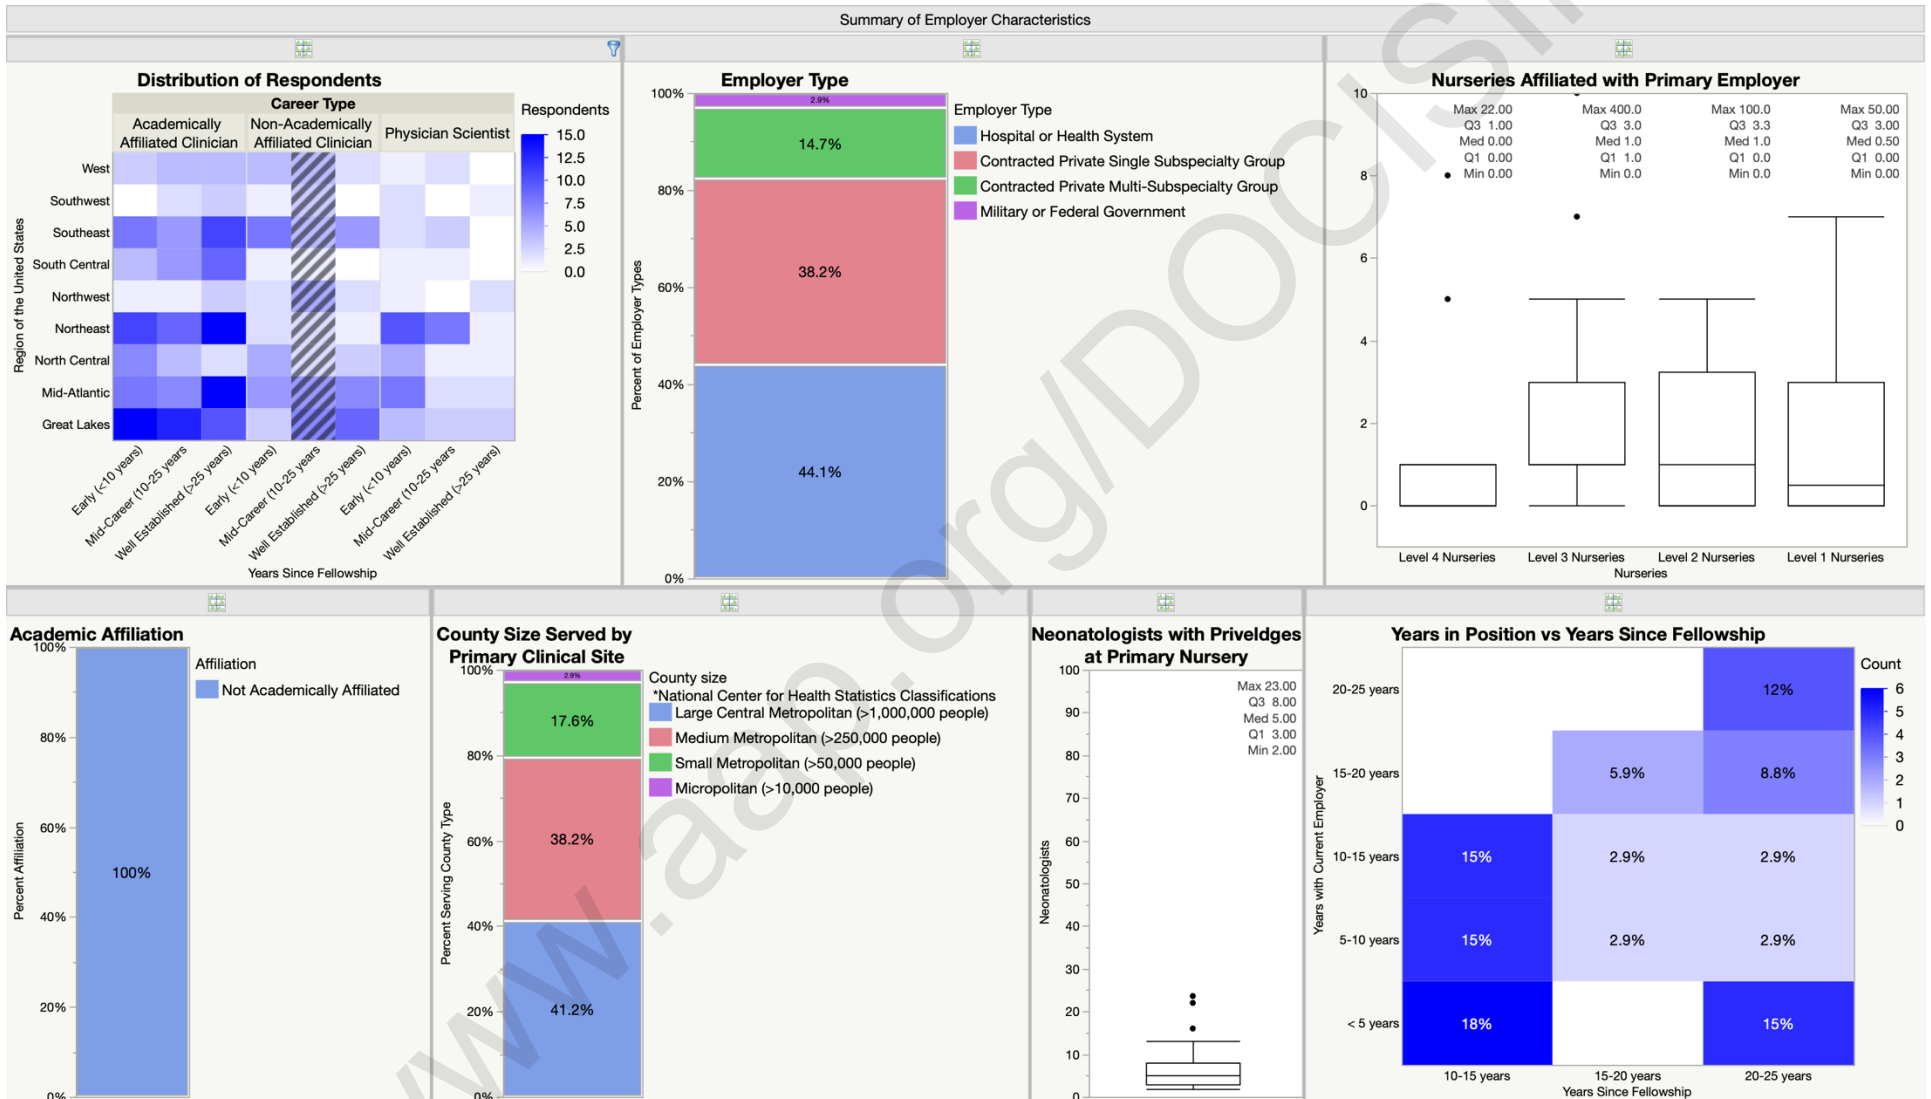 Summary of Employer Characteristics
Distribution of Respondents
Career Type
Academically Affiliated Clinician
Non-Academically Affiliated Clinician
Physician Scientist
Respondents
15.0
12.5
10.0
7.5
5.0
2.5
0.0
Region of the United States
West
Southwest
Southeast
South Central
Northwest
Northeast
North Central
Mid-Atlantic
Great Lakes
Early (<10 years)
Mid-Career (10-25 years
Well Established (>25 years)
Early (<10 years)
Mid-Career (10-25 years
Well Established (>25 years)
Early (<10 years)
Mid-Career (10-25 years
Well Established (>25 years)
Years Since Fellowship
Employer Type
Percent of Employer Types
100%
80%
60%
40%
20%
0%
2.9%
14.7%
38.2%
44.1%
Employer Type
Hospital or Health System
Contracted Private Single Subspecialty Group
Contracted Private Multi-Subspecialty Group
Military or Federal Government
Nurseries Affiliated with Primary Employer
10
8
6
4
2
0
Max 22.00
Q3 1.00
Med 0.00
Q1 0.00
Min 0.00
Max 400.0
Q3 3.0
Med 1.0
Q1 1.0
Min 0.0
Max 100.0
Q3 3.3
Med 1.0
Q1 0.0
Min 0.0
Max 50.00
Q3 3.00
Med 0.50
Q1 0.00
Min 0.00
Level 4 Nurseries
Level 3 Nurseries
Level 2 Nurseries
Level 1 Nurseries
Nurseries
Academic Affiliation
Percent Affiliation
100%
80%
60%
40%
20%
0%
100%
Affiliation
Not Academically Affiliated
County Size Served by
Primary Clinical Site
Percent Serving County Type
100%
80%
60%
40%
20%
0%
2.9%
17.6%
38.2%
41.2%
County size
*National Center for Health Statistics Classifications
Large Central Metropolitan (>1,000,000 people)
Medium Metropolitan (>250,000 people)
Small Metropolitan (>50,000 people)
Micropolitan (>10,000 people)
Neonatologists with Priveldges
at Primary Nursery
Neonatologists
100
90
80
70
60
50
40
30
20
10
0
Max 23.00
Q3 8.00
Med 5.00
Q1 3.00
Min 2.00
Years in Position vs Years Since Fellowship
Years with Current Employer
20-25 years
12%
15-20 years
5.9%
8.8%
10-15 years
15%
2.9%
2.9%
5-10 years
15%
2.9%
2.9%
< 5 years
18%
15%
10-15 years
15-20 years
20-25 years
Years Since Fellowship
Count
6
5
4
3
2
1
0
www.aap.org/DOCSI